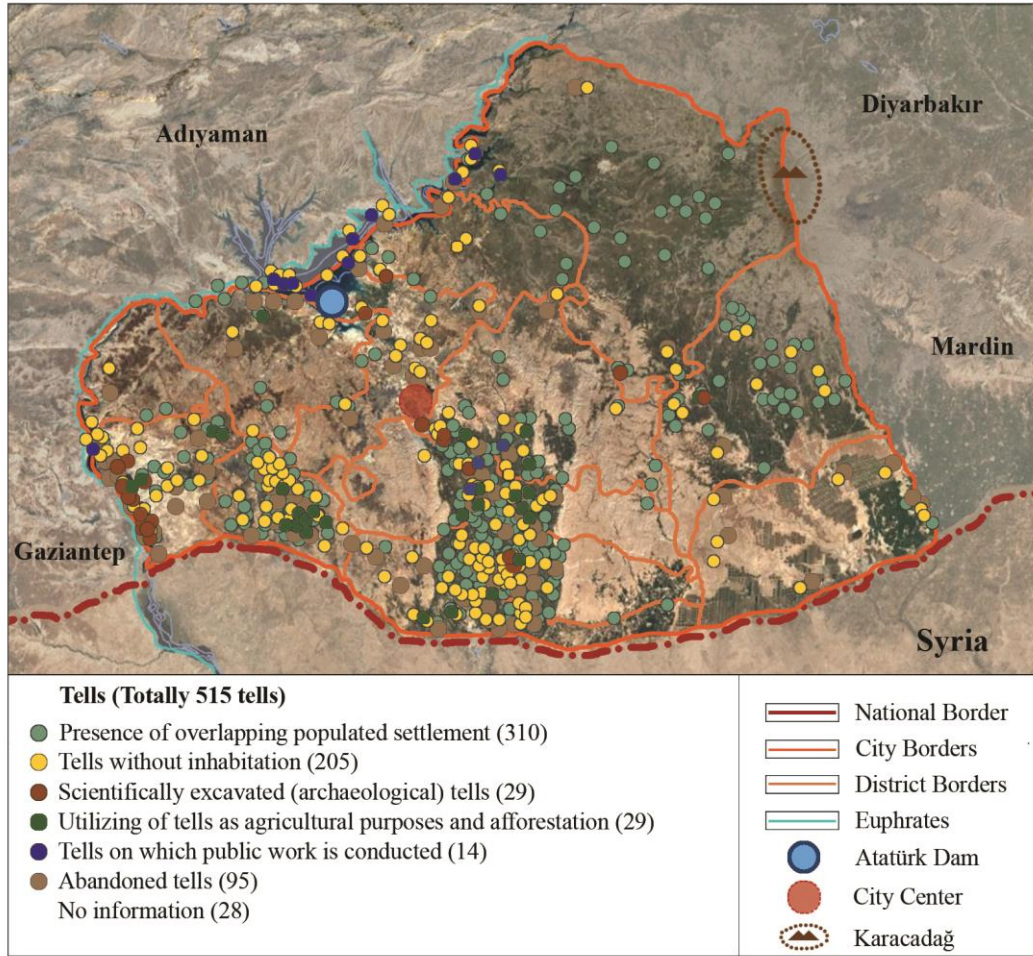 Adıyaman
Diyarbakır
Mardin
Gaziantep
Syria
Tells (Totally 515 tells)
Presence of overlapping populated settlement (310)
Tells without inhabitation (205)
Scientifically excavated (archaeological) tells (29)
Utilizing of tells as agricultural purposes and afforestation (29)
Tells on which public work is conducted (14)
Abandoned tells (95)
No information (28)
National Border
City Borders
District Borders
Euphrates
Atatürk Dam
City Center
Karacadağ